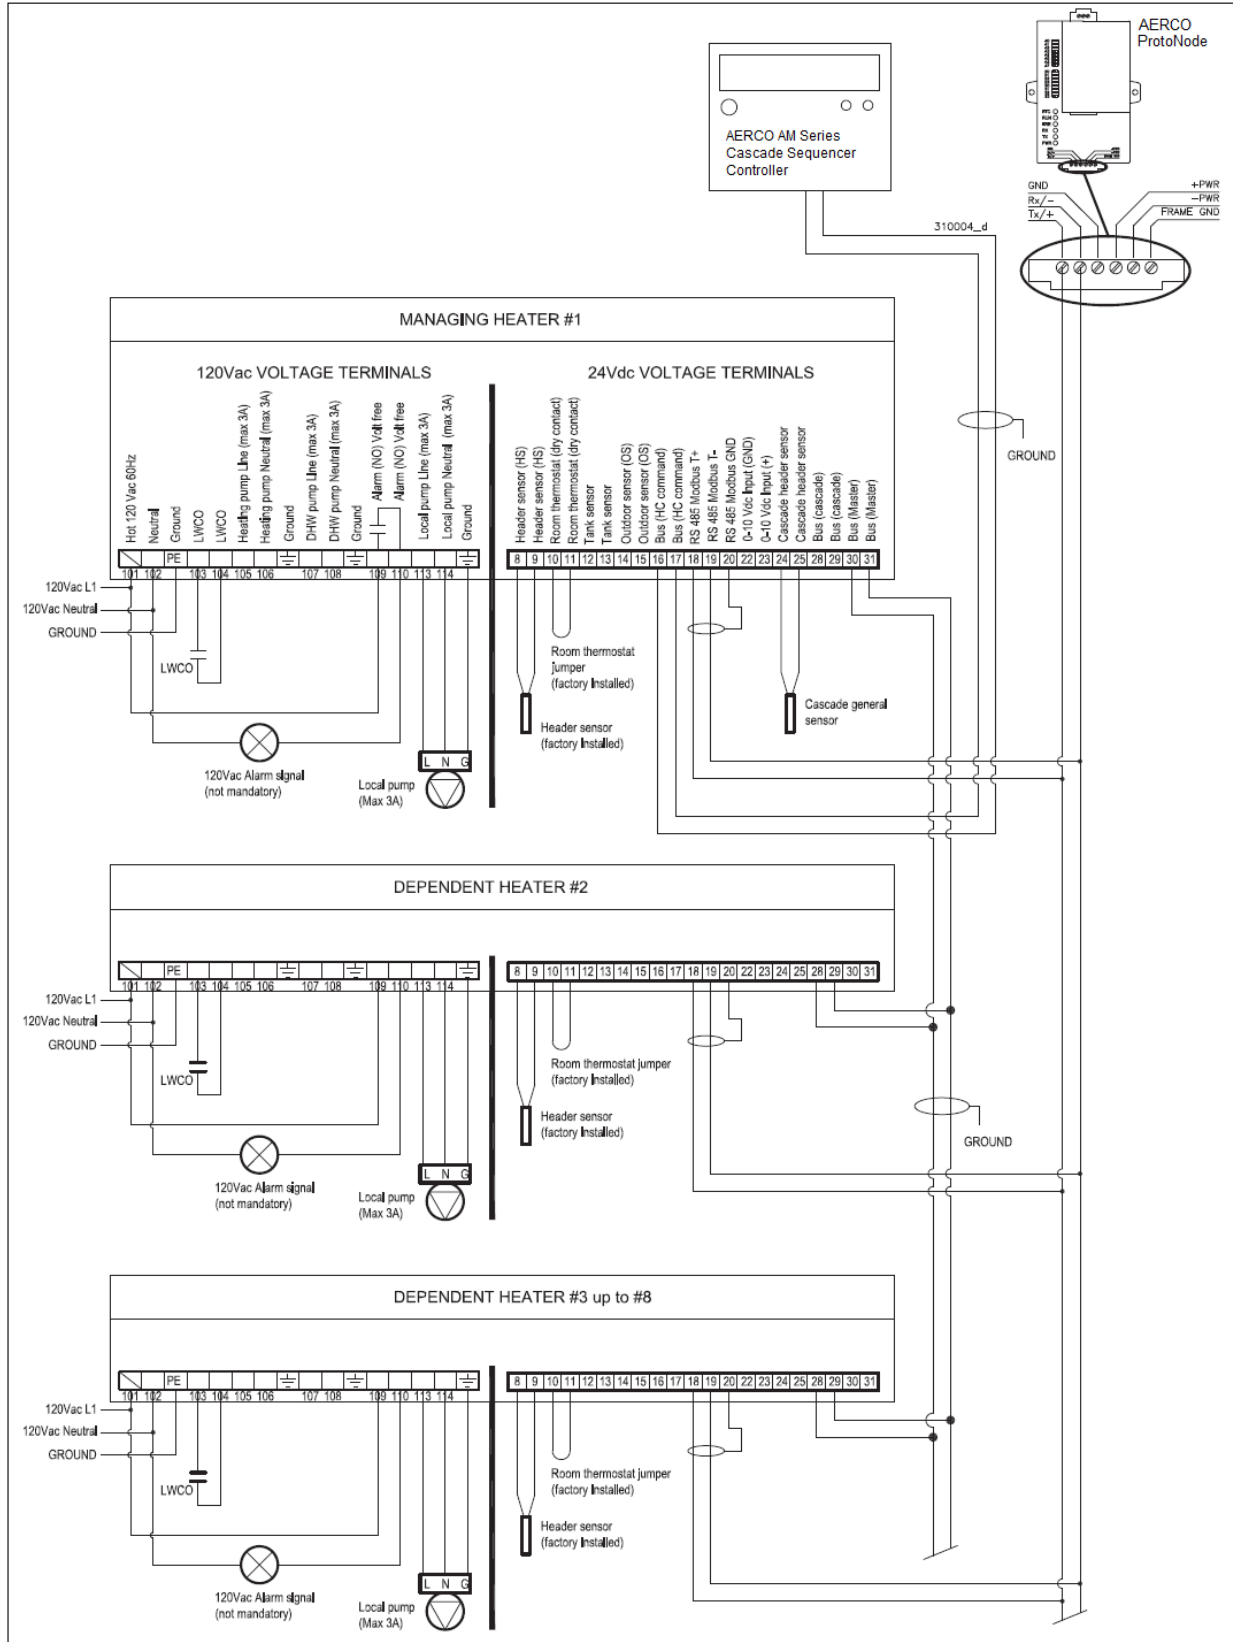 AERCO
ProtoNode
AERCO AM Series
Cascade Sequencer
Controller
GND
Rx/-
Tx/+
+PWR
-PWR
FRAME GND
310004_d
GROUND
MANAGING HEATER #1
120Vac VOLTAGE TERMINALS
24Vdc VOLTAGE TERMINALS
Hot 120 Vac 60Hz
Neutral
Ground
LWCO
LWCO
Heating pump Line (max 3A)
Heating pump Neutral (max 3A)
Ground
DHW pump Line (max 3A)
DHW pump Neutral (max 3A)
Ground
Alarm (NO) Volt free
Alarm (NO) Volt free
Local pump Line (max 3A)
Local pump Neutral (max 3A)
Ground
Header sensor (HS)
Header sensor (HS)
Room thermostat (dry contact)
Room thermostat (dry contact)
Tank sensor
Tank sensor
Outdoor sensor (OS)
Outdoor sensor (OS)
Bus (HC command)
Bus (HC command)
RS 485 Modbus T+
RS 485 Modbus T-
RS 485 Modbus GND
0-10 Vdc Input (GND)
0-10 Vdc Input (+)
Cascade header sensor
Cascade header sensor
Bus (cascade)
Bus (cascade)
Bus (Master)
Bus (Master)
PE
8 9 10 11 12 13 14 15 16 17 18 19 20 22 23 24 25 28 29 30 31
101 102 103 104 105 106 107 108 109 110 113 114
120Vac L1
120Vac Neutral
GROUND
LWCO
120Vac Alarm signal
(not mandatory)
L N G
Local pump
(Max 3A)
Room thermostat
jumper
(factory Installed)
Header sensor
(factory Installed)
Cascade general
sensor
DEPENDENT HEATER #2
PE
8 9 10 11 12 13 14 15 16 17 18 19 20 22 23 24 25 28 29 30 31
101 102 103 104 105 106 107 108 109 110 113 114
120Vac L1
120Vac Neutral
GROUND
LWCO
120Vac Alarm signal
(not mandatory)
L N G
Local pump
(Max 3A)
Room thermostat jumper
(factory Installed)
Header sensor
(factory Installed)
GROUND
DEPENDENT HEATER #3 up to #8
PE
8 9 10 11 12 13 14 15 16 17 18 19 20 22 23 24 25 28 29 30 31
101 102 103 104 105 106 107 108 109 110 113 114
120Vac L1
120Vac Neutral
GROUND
LWCO
120Vac Alarm signal
(not mandatory)
L N G
Local pump
(Max 3A)
Room thermostat jumper
(factory Installed)
Header sensor
(factory Installed)